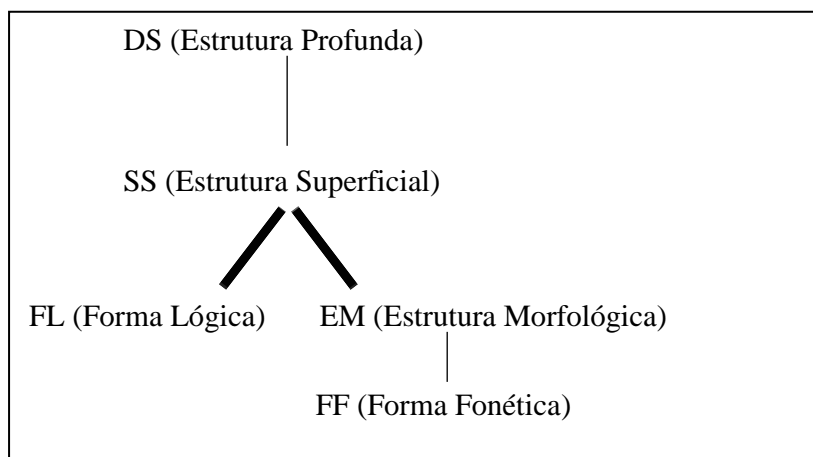 DS (Estrutura Profunda)
SS (Estrutura Superficial)
FL (Forma Lógica) EM (Estrutura Morfológica)
FF (Forma Fonética)